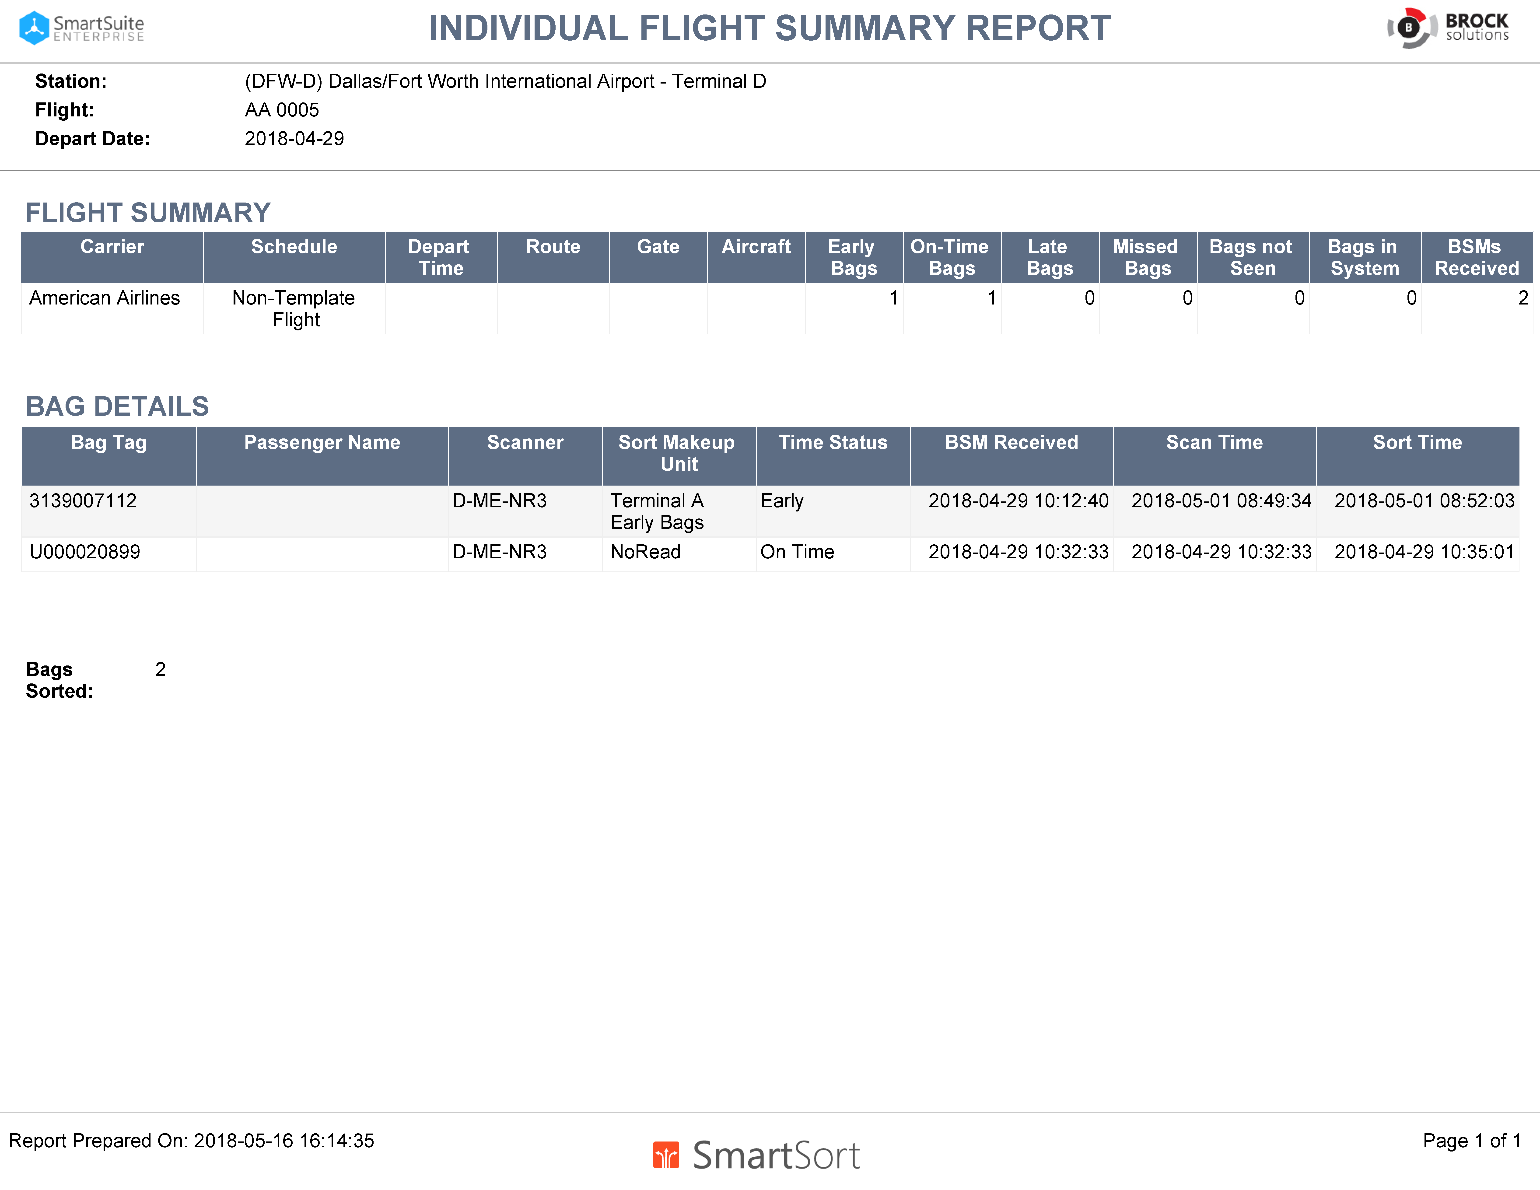 SmartSuite
ENTERPRISE
INDIVIDUAL FLIGHT SUMMARY REPORT
B
BROCK
solutions
Station: (DFW-D) Dallas/Fort Worth International Airport - Terminal D
Flight: AA 0005
Depart Date: 2018-04-29
FLIGHT SUMMARY
Carrier Schedule Depart Time Route Gate Aircraft Early Bags On-Time Bags Late Bags Missed Bags Bags not Seen Bags in System BSMs Received
American Airlines Non-Template Flight 1 1 0 0 0 0 2
BAG DETAILS
Bag Tag Passenger Name Scanner Sort Makeup Unit Time Status BSM Received Scan Time Sort Time
3139007112 D-ME-NR3 Terminal A Early Bags Early 2018-04-29 10:12:40 2018-05-01 08:49:34 2018-05-01 08:52:03
U000020899 D-ME-NR3 NoRead On Time 2018-04-29 10:32:33 2018-04-29 10:32:33 2018-04-29 10:35:01
Bags Sorted: 2
Report Prepared On: 2018-05-16 16:14:35
SmartSort
Page 1 of 1